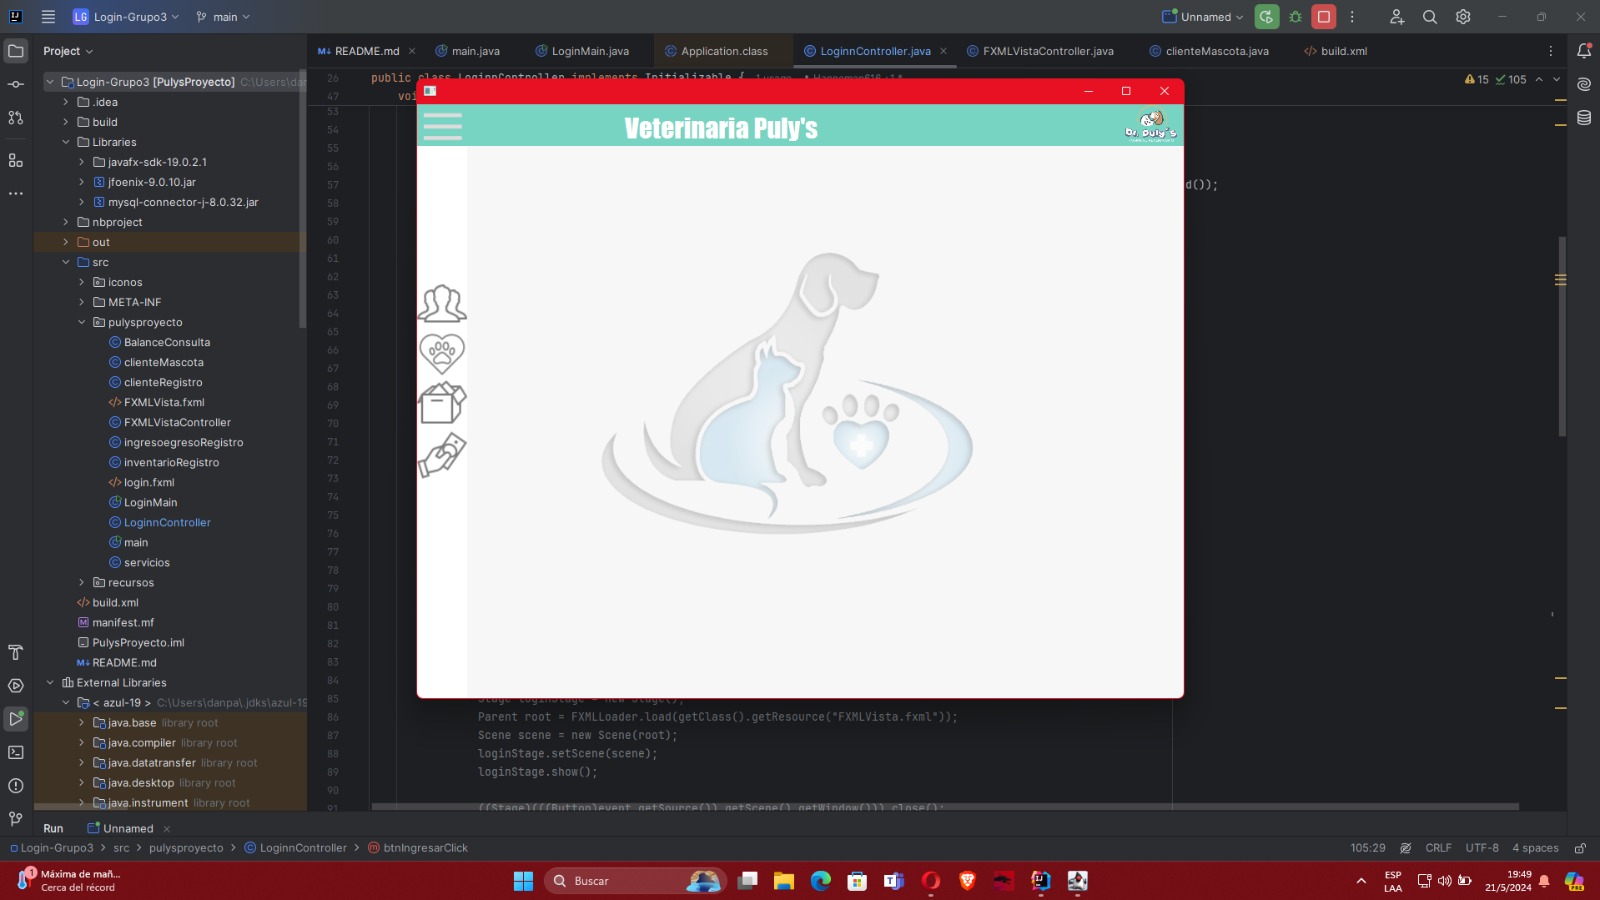 LG Login-Grupo3 main Unnamed
Project
README.md main.java LoginMain.java Application.class LoginnController.java FXMLVistaController.java clienteMascota.java build.xml
Login-Grupo3 [PulysProyecto] C:\Users\dan
.idea
build
Libraries
javafx-sdk-19.0.2.1
jfoenix-9.0.10.jar
mysql-connector-j-8.0.32.jar
nbproject
out
src
iconos
META-INF
pulysproyecto
BalanceConsulta
clienteMascota
clienteRegistro
FXMLVista.fxml
FXMLVistaController
ingresoegresoRegistro
inventarioRegistro
login.fxml
LoginMain
LoginnController
main
servicios
recursos
build.xml
manifest.mf
PulysProyecto.iml
README.md
External Libraries
< azul-19 > C:\Users\danpa\.jdks\azul-19
java.base library root
java.compiler library root
java.datatransfer library root
java.desktop library root
java.instrument library root
26 public class LoginnController implements Initializable {
15 105
47 voi
53
54
55
56
57 d());
58
59
60
61
62
63
64
65
66
67
68
69
70
71
72
73
74
75
76
77
78
79
80
81
82
83
84
85 Stage loginStage = new Stage();
86 Parent root = FXMLLoader.load(getClass().getResource("FXMLVista.fxml"));
87 Scene scene = new Scene(root);
88 loginStage.setScene(scene);
89 loginStage.show();
90
91 ((Stage)(((Button)event.getSource()).getScene().getWindow())).close();
Veterinaria Puly's
Dr. Puly's
Run Unnamed
Login-Grupo3 > src > pulysproyecto > LoginnController > btnIngresarClick 105:29 CRLF UTF-8 4 spaces
1 Máxima de mañ...
Cerca del récord
Buscar
ESP
LAA
19:49
21/5/2024